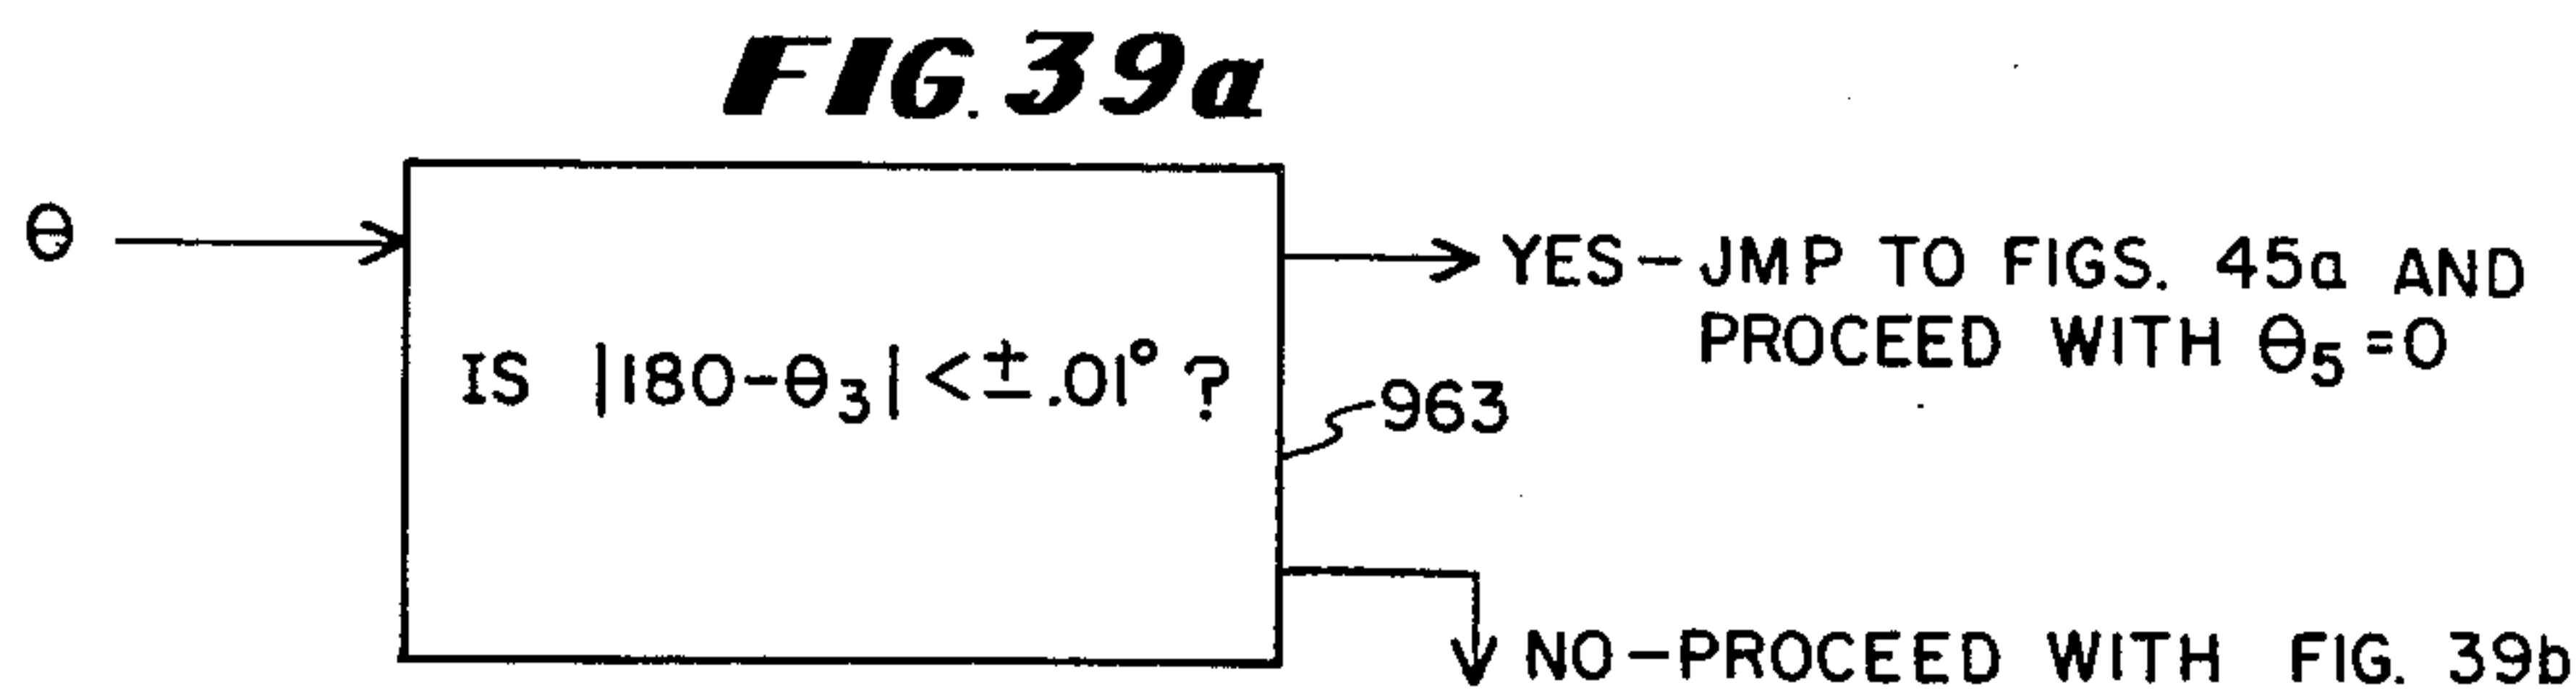 FIG. 39a
θ
IS |180-θ₃| < ±.01° ?
963
YES - JMP TO FIGS. 45a AND
PROCEED WITH θ₅ = 0
NO - PROCEED WITH FIG. 39b